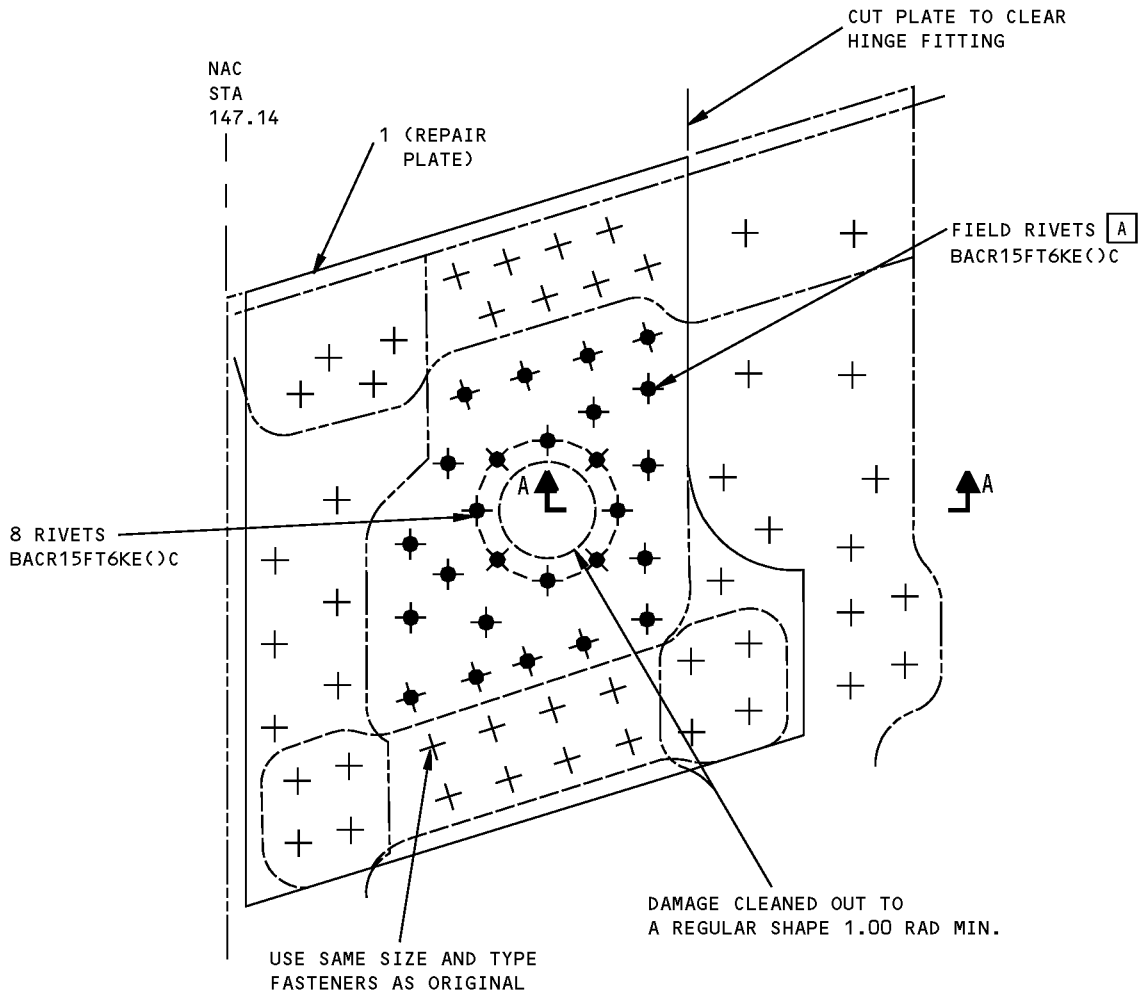 CUT PLATE TO CLEAR
HINGE FITTING
NAC
STA
147.14
1 (REPAIR
PLATE)
FIELD RIVETS A
BACR15FT6KE()C
A
A
8 RIVETS
BACR15FT6KE()C
DAMAGE CLEANED OUT TO
A REGULAR SHAPE 1.00 RAD MIN.
USE SAME SIZE AND TYPE
FASTENERS AS ORIGINAL